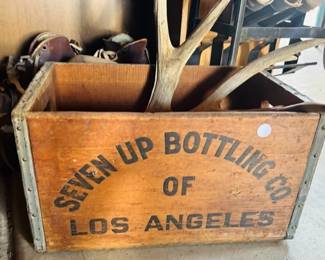 SEVEN UP BOTTLING CO.
OF
LOS ANGELES